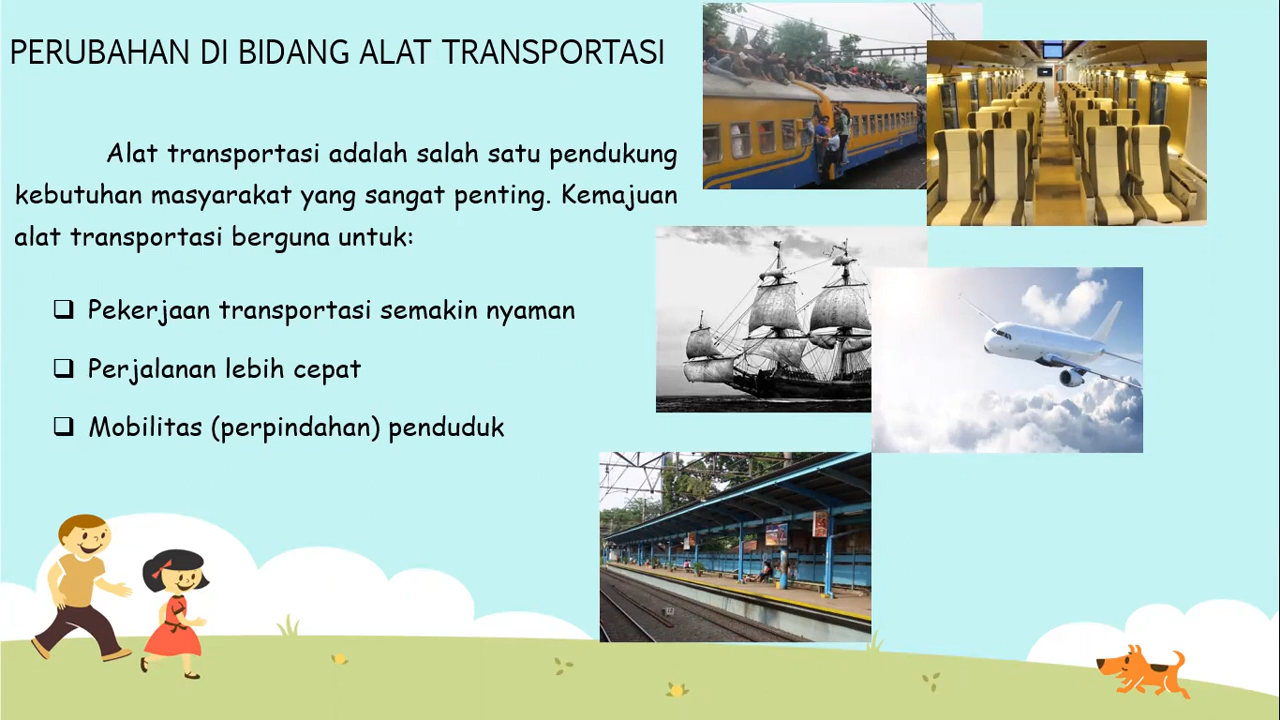 PERUBAHAN DI BIDANG ALAT TRANSPORTASI
Alat transportasi adalah salah satu pendukung
kebutuhan masyarakat yang sangat penting. Kemajuan
alat transportasi berguna untuk:
❑ Pekerjaan transportasi semakin nyaman
❑ Perjalanan lebih cepat
❑ Mobilitas (perpindahan) penduduk